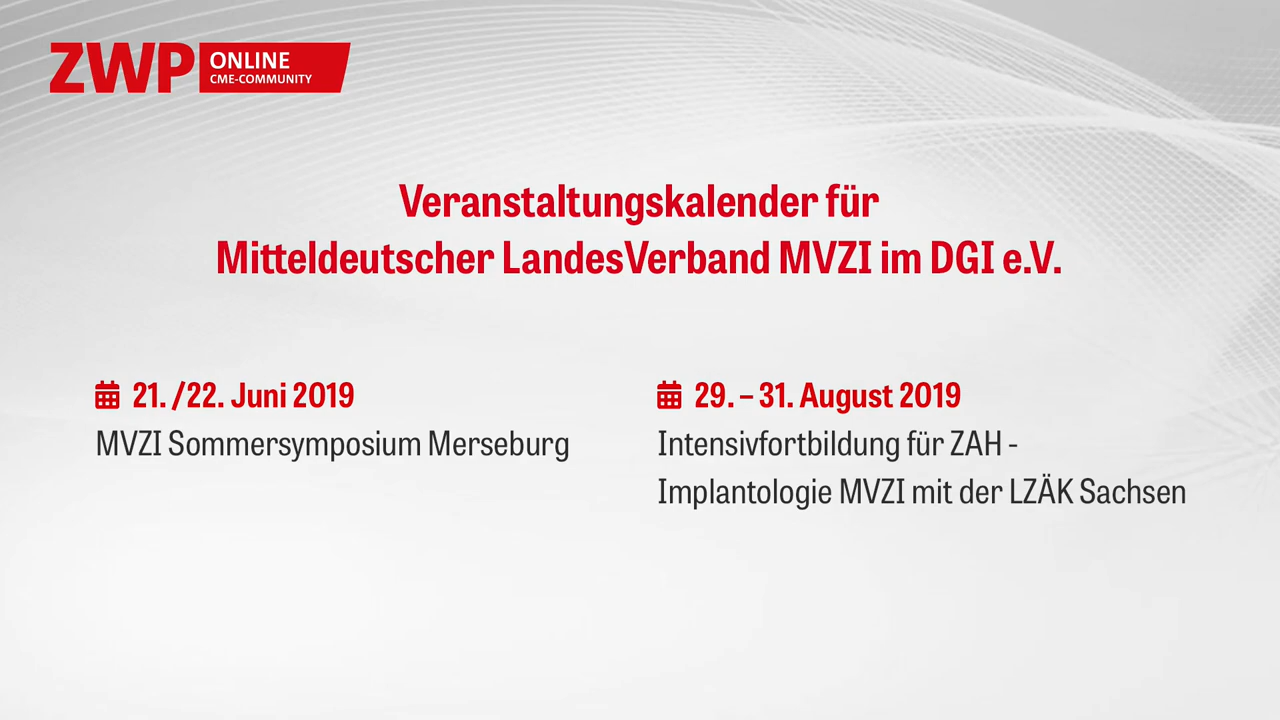 ZWP ONLINE
CME-COMMUNITY
Veranstaltungskalender für
Mitteldeutscher LandesVerband MVZI im DGI e.V.
21. /22. Juni 2019
MVZI Sommersymposium Merseburg
29. – 31. August 2019
Intensivfortbildung für ZAH -
Implantologie MVZI mit der LZÄK Sachsen